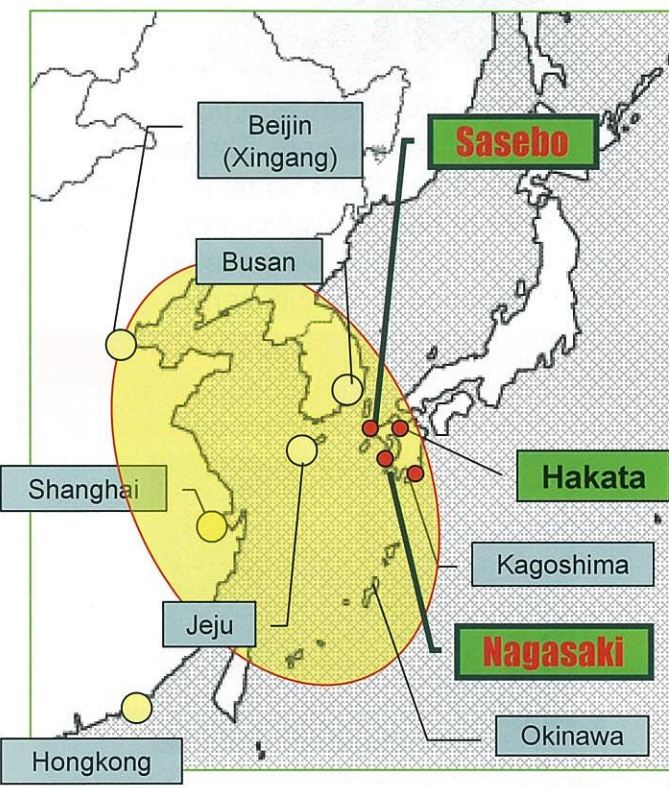 Beijin
(Xingang)
Sasebo
Busan
Hakata
Shanghai
Kagoshima
Jeju
Nagasaki
Okinawa
Hongkong